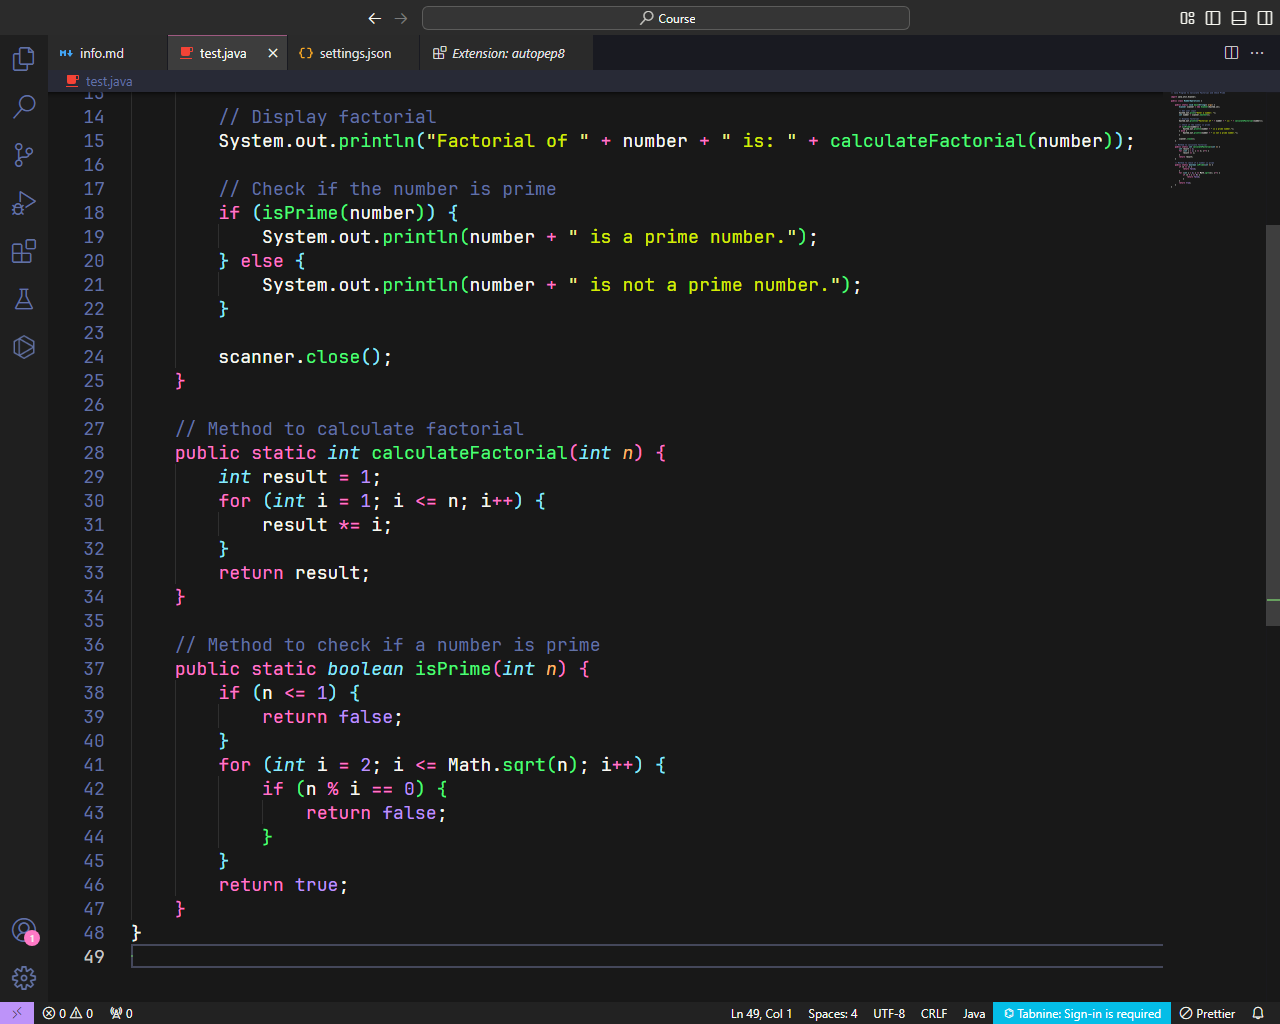 Course
info.md
test.java
settings.json
Extension: autopep8
test.java
13
14 // Display factorial
15 System.out.println("Factorial of " + number + " is: " + calculateFactorial(number));
16
17 // Check if the number is prime
18 if (isPrime(number)) {
19 System.out.println(number + " is a prime number.");
20 } else {
21 System.out.println(number + " is not a prime number.");
22 }
23
24 scanner.close();
25 }
26
27 // Method to calculate factorial
28 public static int calculateFactorial(int n) {
29 int result = 1;
30 for (int i = 1; i <= n; i++) {
31 result *= i;
32 }
33 return result;
34 }
35
36 // Method to check if a number is prime
37 public static boolean isPrime(int n) {
38 if (n <= 1) {
39 return false;
40 }
41 for (int i = 2; i <= Math.sqrt(n); i++) {
42 if (n % i == 0) {
43 return false;
44 }
45 }
46 return true;
47 }
48 }
49
1
0 0 0 Ln 49, Col 1 Spaces: 4 UTF-8 CRLF Java Tabnine: Sign-in is required Prettier